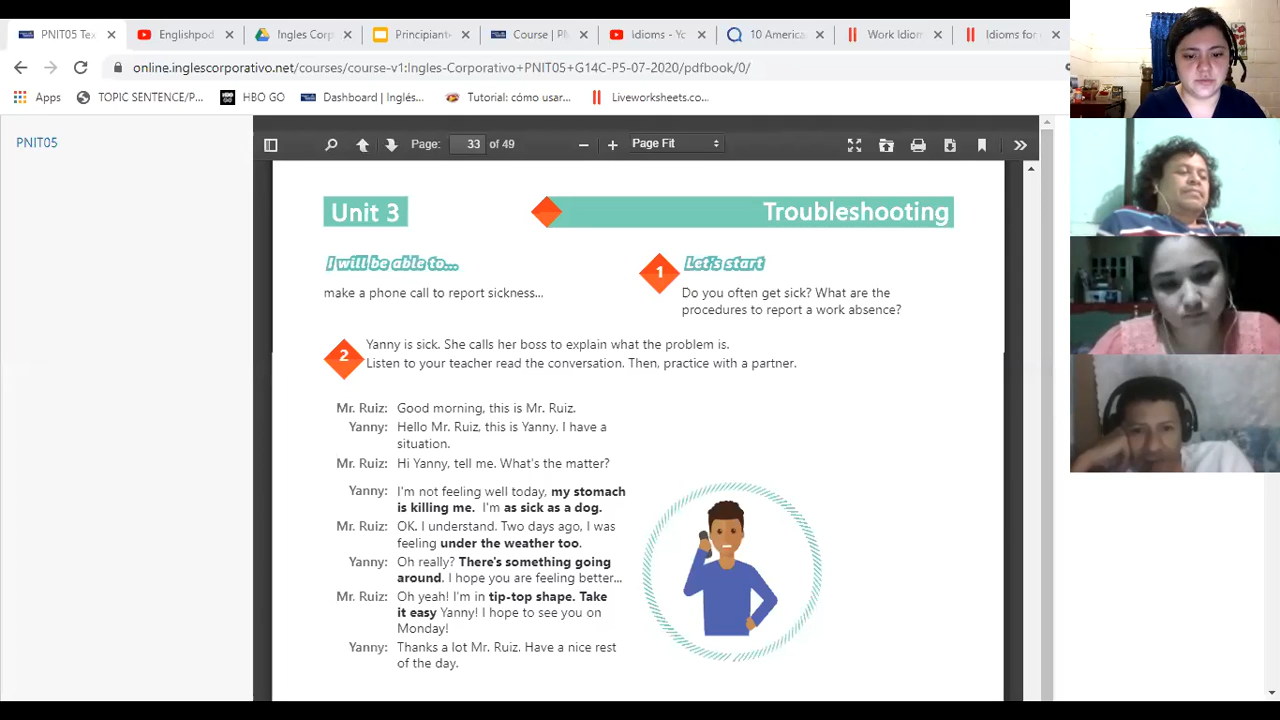 PNIT05 Tex
Englishpod
Ingles Corp
Principiante
Course | Pl
Idioms - Yo
10 America
Work Idiom
Idioms for
online.inglescorporativo.net/courses/course-v1:Ingles-Corporativo+PNIT05+G14C-P5-07-2020/pdfbook/0/
Apps
TOPIC SENTENCE/P...
HBO GO
Dashboard | Inglés...
Tutorial: cómo usar...
Liveworksheets.co...
PNIT05
Page: 33 of 49
Page Fit
Unit 3
Troubleshooting
I will be able to...
make a phone call to report sickness...
1 Let's start
Do you often get sick? What are the
procedures to report a work absence?
2 Yanny is sick. She calls her boss to explain what the problem is.
Listen to your teacher read the conversation. Then, practice with a partner.
Mr. Ruiz: Good morning, this is Mr. Ruiz.
Yanny: Hello Mr. Ruiz, this is Yanny. I have a
situation.
Mr. Ruiz: Hi Yanny, tell me. What's the matter?
Yanny: I'm not feeling well today, my stomach
is killing me. I'm as sick as a dog.
Mr. Ruiz: OK. I understand. Two days ago, I was
feeling under the weather too.
Yanny: Oh really? There's something going
around. I hope you are feeling better...
Mr. Ruiz: Oh yeah! I'm in tip-top shape. Take
it easy Yanny! I hope to see you on
Monday!
Yanny: Thanks a lot Mr. Ruiz. Have a nice rest
of the day.